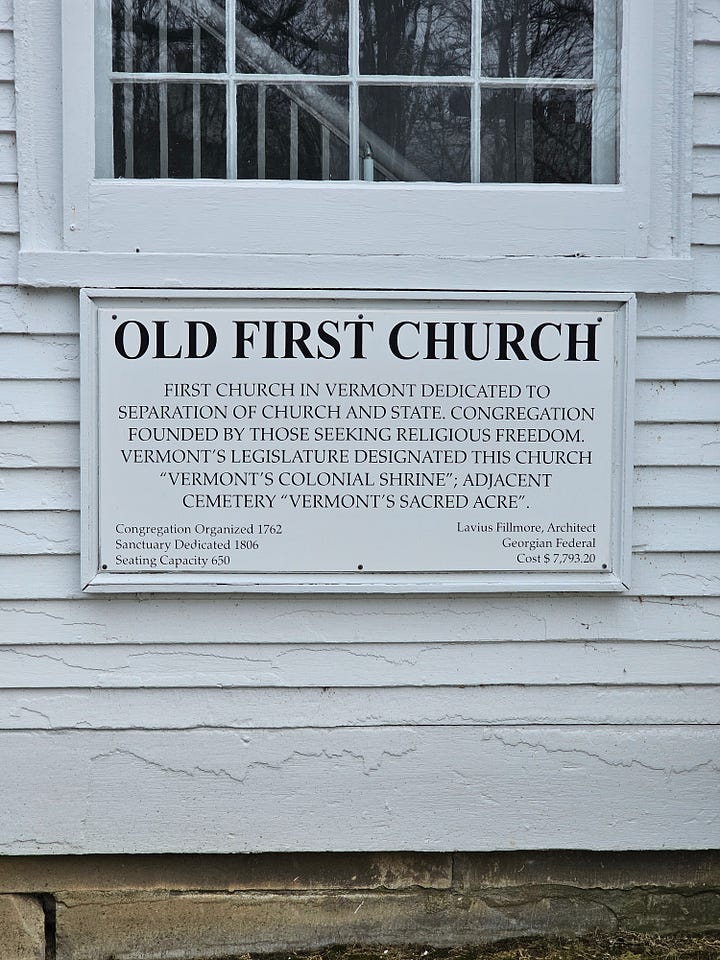 OLD FIRST CHURCH
FIRST CHURCH IN VERMONT DEDICATED TO
SEPARATION OF CHURCH AND STATE. CONGREGATION
FOUNDED BY THOSE SEEKING RELIGIOUS FREEDOM.
VERMONT'S LEGISLATURE DESIGNATED THIS CHURCH
"VERMONT'S COLONIAL SHRINE"; ADJACENT
CEMETERY "VERMONT'S SACRED ACRE".
Congregation Organized 1762
Sanctuary Dedicated 1806
Seating Capacity 650
Lavius Fillmore, Architect
Georgian Federal
Cost $ 7,793.20